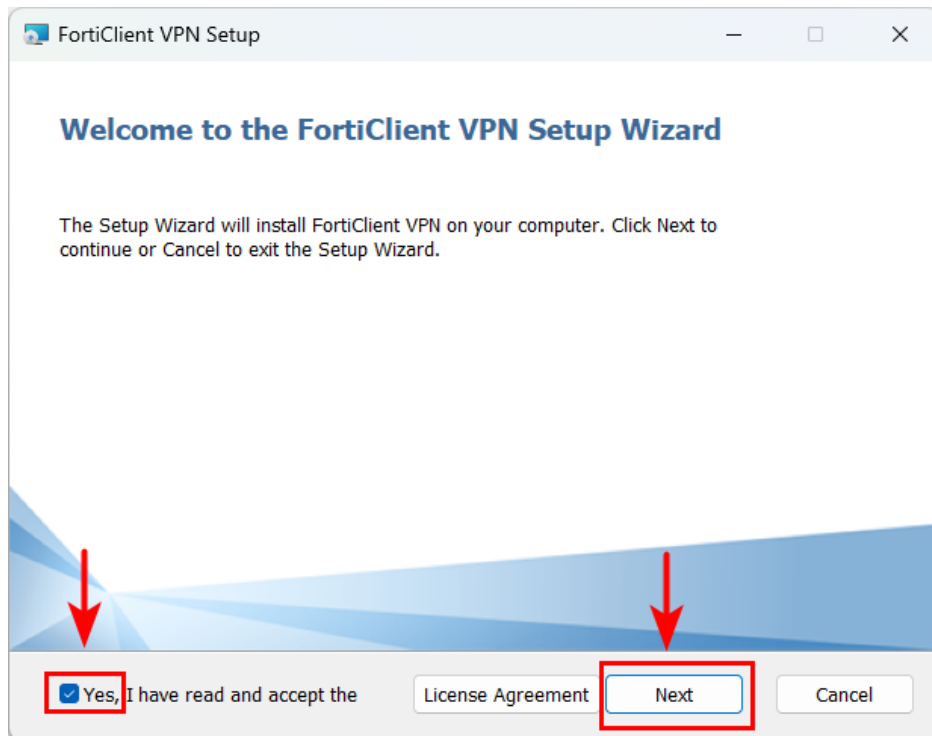 FortiClient VPN Setup
Welcome to the FortiClient VPN Setup Wizard
The Setup Wizard will install FortiClient VPN on your computer. Click Next to
continue or Cancel to exit the Setup Wizard.
Yes, I have read and accept the License Agreement Next Cancel